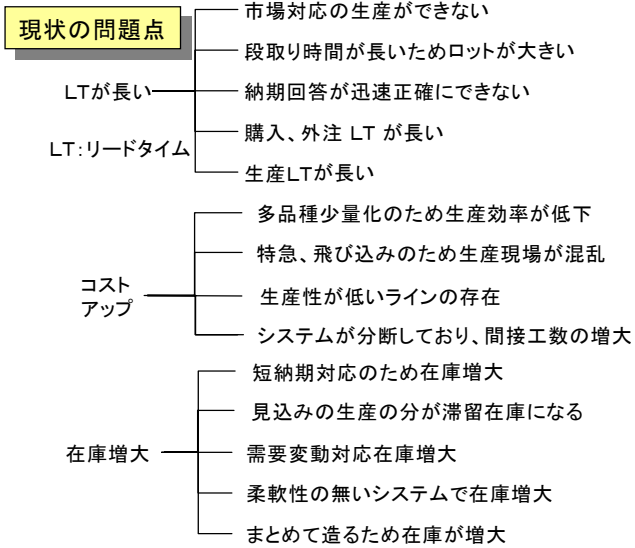 現状の問題点
市場対応の生産ができない
段取り時間が長いためロットが大きい
LTが長い
納期回答が迅速正確にできない
購入、外注 LT が長い
LT:リードタイム
生産LTが長い
多品種少量化のため生産効率が低下
特急、飛び込みのため生産現場が混乱
コスト
アップ
生産性が低いラインの存在
システムが分断しており、間接工数の増大
短納期対応のため在庫増大
見込みの生産の分が滞留在庫になる
在庫増大
需要変動対応在庫増大
柔軟性の無いシステムで在庫増大
まとめて造るため在庫が増大